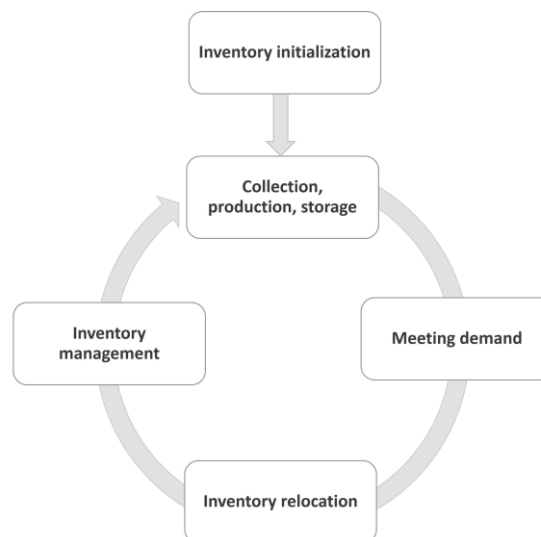 Inventory initialization
Collection,
production, storage
Meeting demand
Inventory relocation
Inventory
management